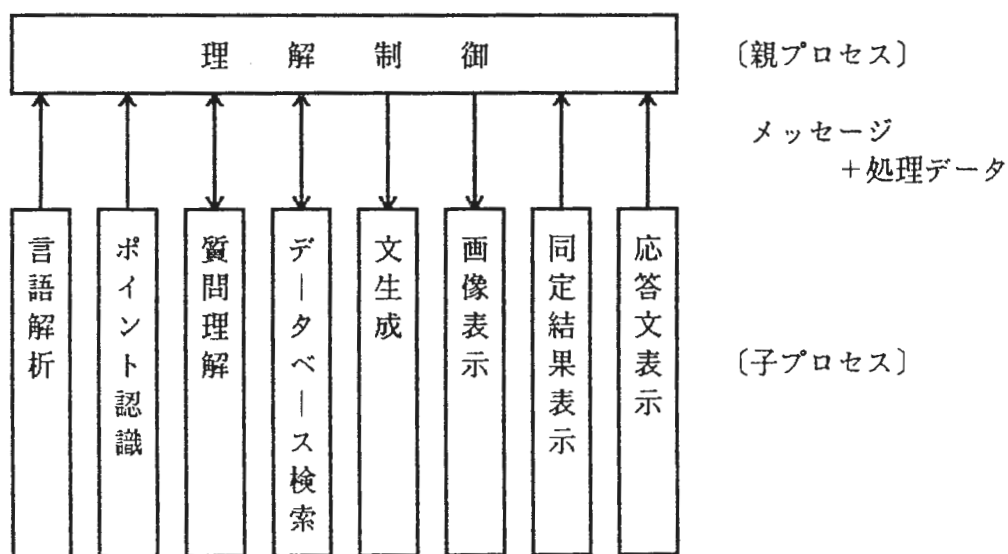 理解制御
〔親プロセス〕
メッセージ
+処理データ
言語解析
ポイント認識
質問理解
データベース検索
文生成
画像表示
同定結果表示
応答文表示
〔子プロセス〕